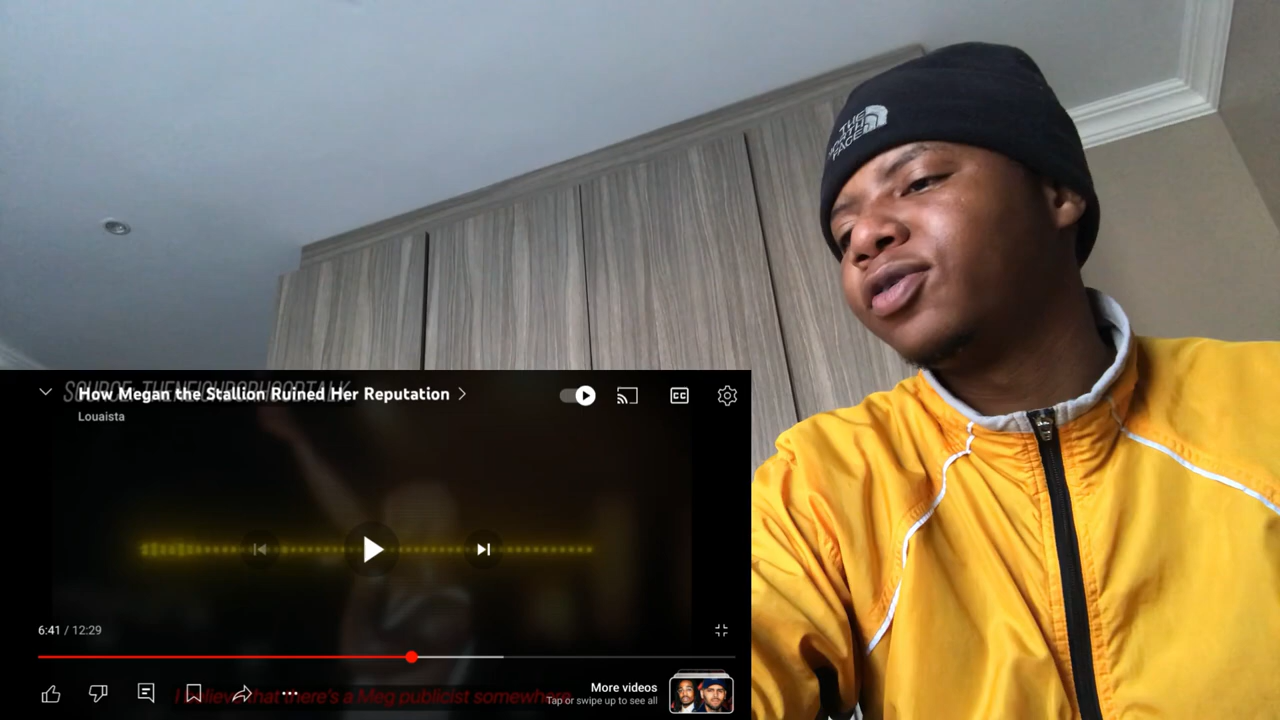 THE
NORTH
FACE
SOURCE: THENEIGHBORHOODTALK
How Megan the Stallion Ruined Her Reputation
Louaista
CC
6:41 / 12:29
I believe that there's a Meg publicist somewhere
More videos
Tap or swipe up to see all